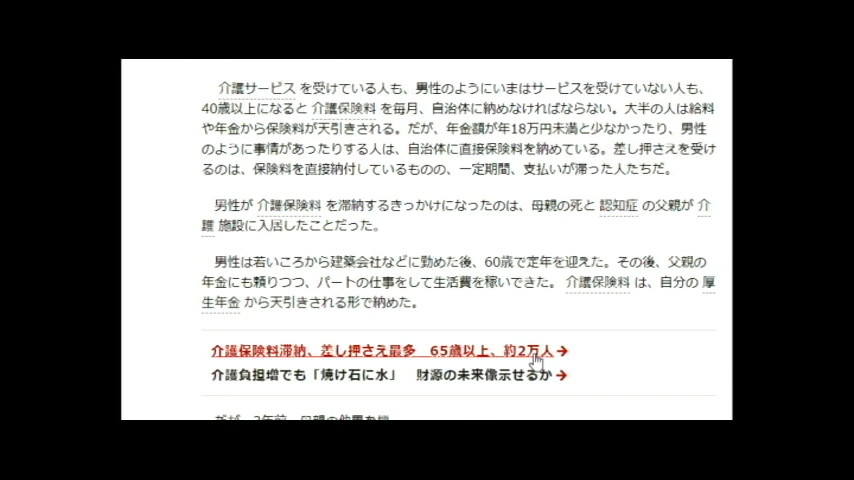 介護サービス を受けている人も、男性のようにいまはサービスを受けていない人も、
40歳以上になると 介護保険料 を毎月、自治体に納めなければならない。大半の人は給料
や年金から保険料が天引きされる。だが、年金額が年18万円未満と少なかったり、男性
のように事情があったりする人は、自治体に直接保険料を納めている。差し押さえを受け
るのは、保険料を直接納付しているものの、一定期間、支払いが滞った人たちだ。
男性が 介護保険料 を滞納するきっかけになったのは、母親の死と 認知症 の父親が 介
護 施設に入居したことだった。
男性は若いころから建築会社などに勤めた後、60歳で定年を迎えた。その後、父親の
年金にも頼りつつ、パートの仕事をして生活費を稼いできた。 介護保険料 は、自分の 厚
生年金 から天引きされる形で納めた。
介護保険料滞納、差し押さえ最多　65歳以上、約2万人→
介護負担増でも「焼け石に水」　財源の未来像示せるか→